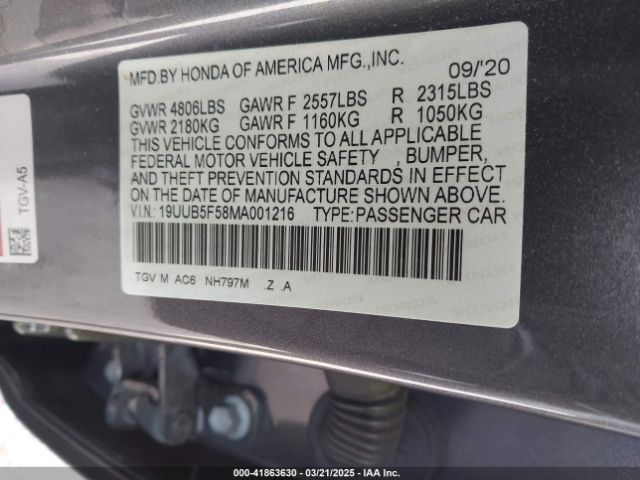 MFD.BY HONDA OF AMERICA MFG.,INC.
09/'20
GVWR 4806LBS GAWR F 2557LBS R 2315LBS
GVWR 2180KG GAWR F 1160KG R 1050KG
THIS VEHICLE CONFORMS TO ALL APPLICABLE
FEDERAL MOTOR VEHICLE SAFETY , BUMPER,
AND THEFT PREVENTION STANDARDS IN EFFECT
ON THE DATE OF MANUFACTURE SHOWN ABOVE.
V.I.N.: 19UUB5F58MA001216 TYPE:PASSENGER CAR
TGV M AC6 NH797M .Z .A
TGV-A5
000-41863630 - 03/21/2025 - IAA Inc.